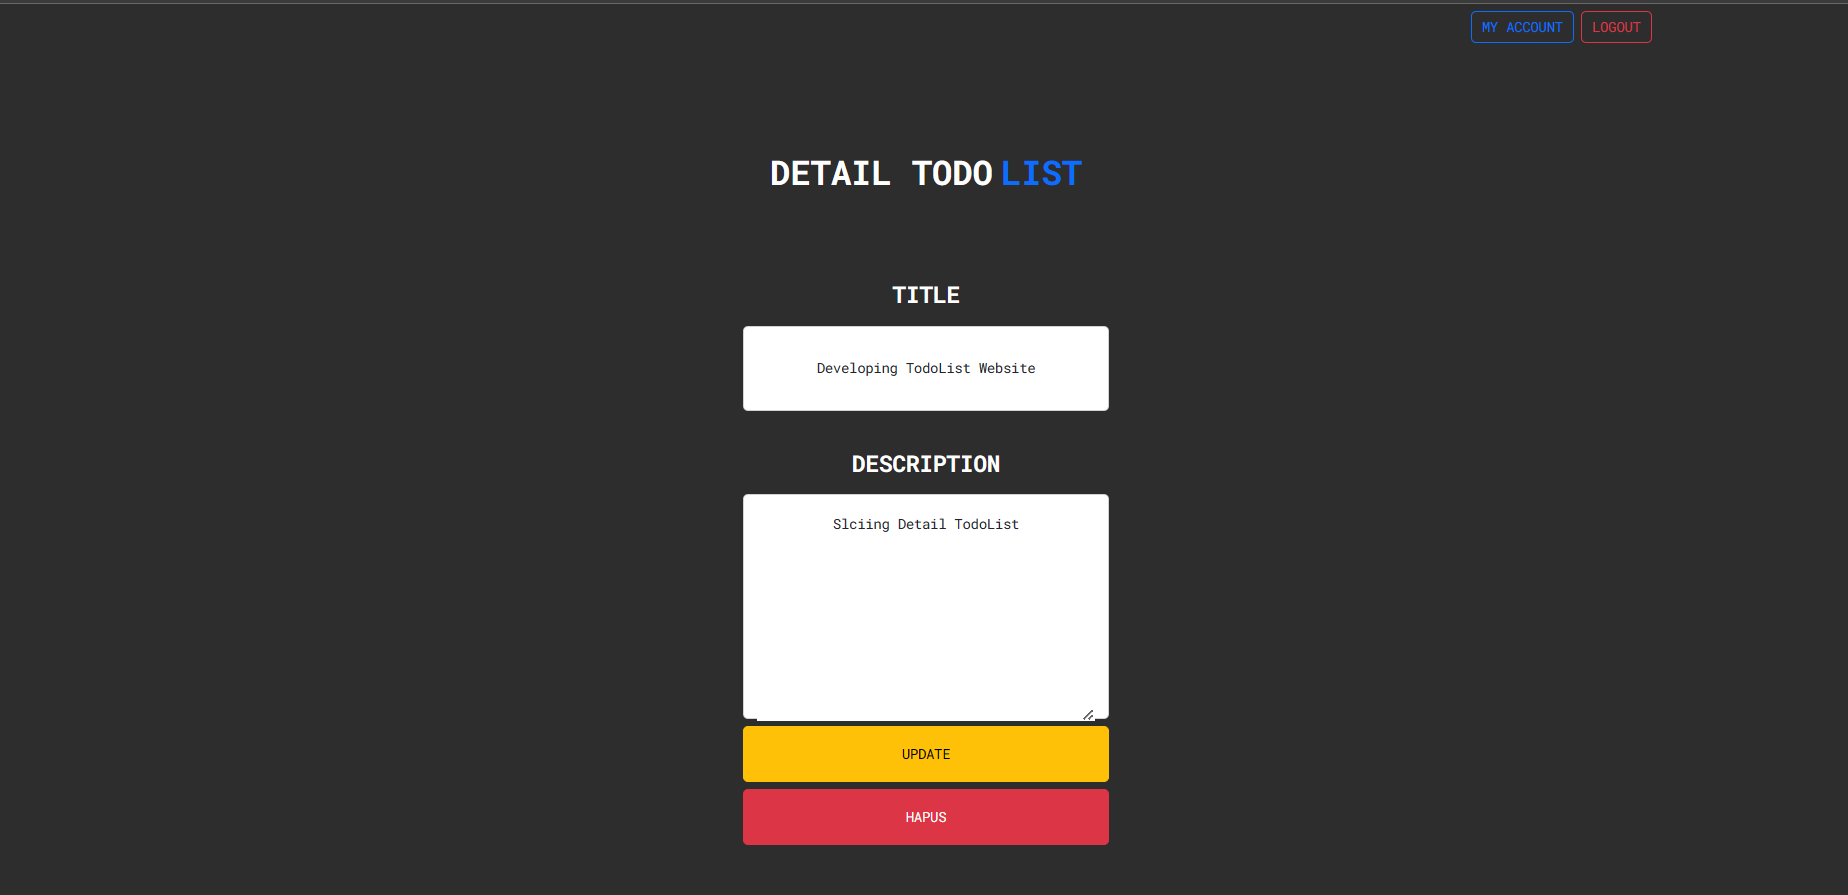 MY ACCOUNT LOGOUT
DETAIL TODO LIST
TITLE
Developing TodoList Website
DESCRIPTION
Slciing Detail TodoList
UPDATE
HAPUS